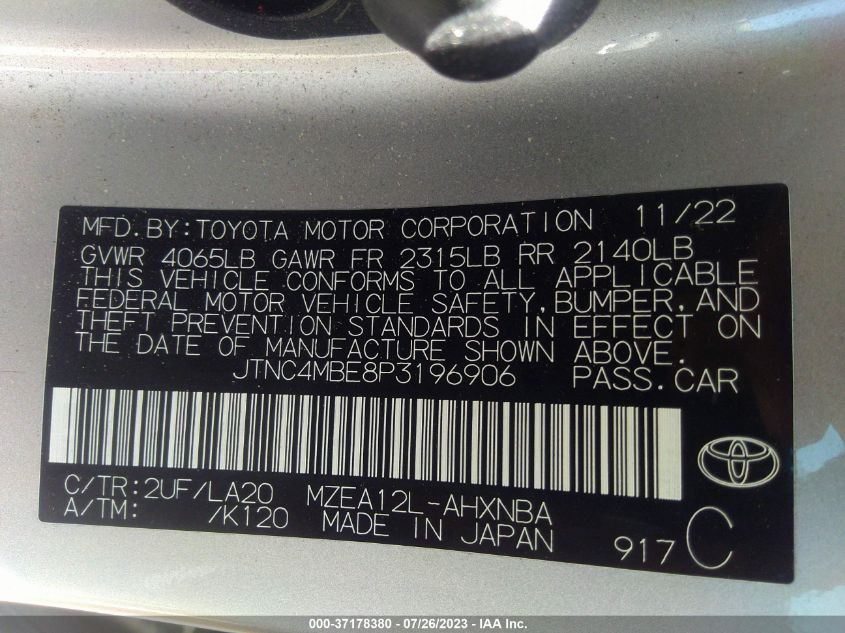 MFD. BY: TOYOTA MOTOR CORPORATION 11/22
GVWR 4065LB GAWR FR 2315LB RR 2140LB
THIS VEHICLE CONFORMS TO ALL APPLICABLE
FEDERAL MOTOR VEHICLE SAFETY, BUMPER, AND
THEFT PREVENTION STANDARDS IN EFFECT ON
THE DATE OF MANUFACTURE SHOWN ABOVE.
JTNC4MBE8P3196906 PASS. CAR
C/TR: 2UF/LA20 MZEA12L-AHXNBA
A/TM: /K120 MADE IN JAPAN
917 C
000-37178380 - 07/26/2023 - IAA Inc.